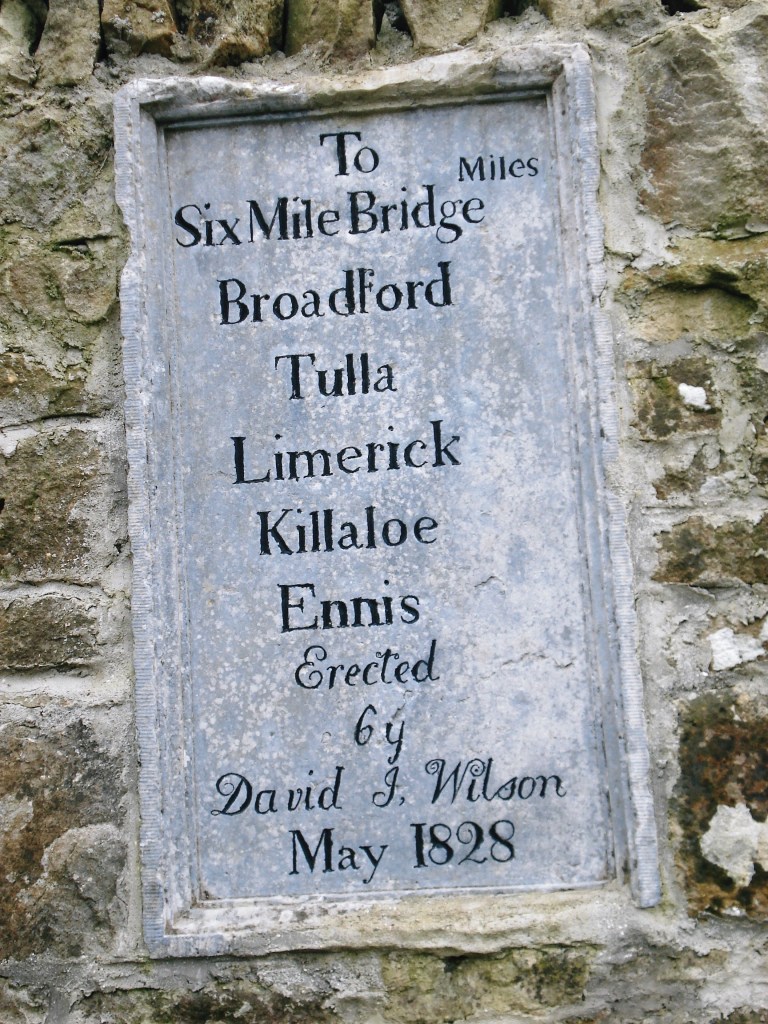 To
Miles
Six Mile Bridge
Broadford
Tulla
Limerick
Killaloe
Ennis
Erected
by
David J, Wilson
May 1828